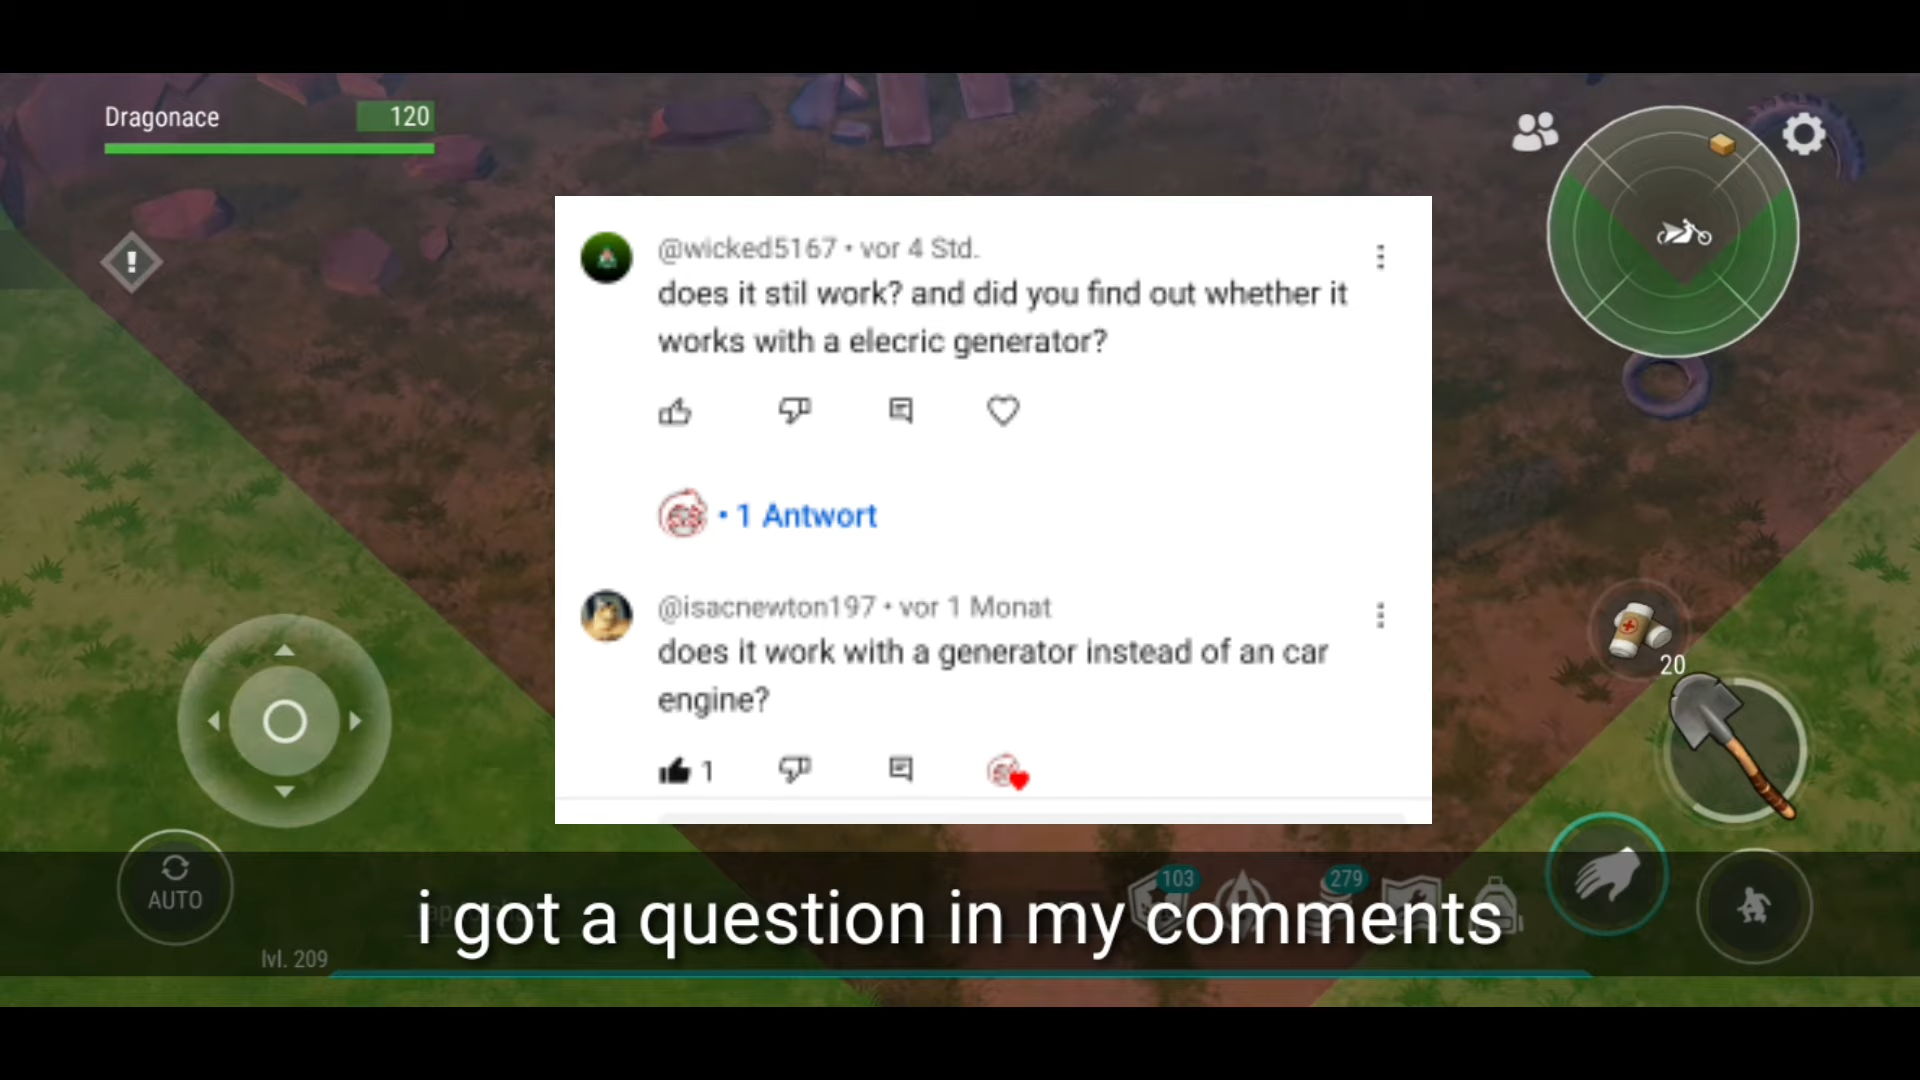 Dragonace
120
@wicked5167 • vor 4 Std.
does it stil work? and did you find out whether it
works with a elecric generator?
• 1 Antwort
@isacnewton197 • vor 1 Monat
does it work with a generator instead of an car
engine?
1
20
AUTO
103
279
i got a question in my comments
lvl. 209